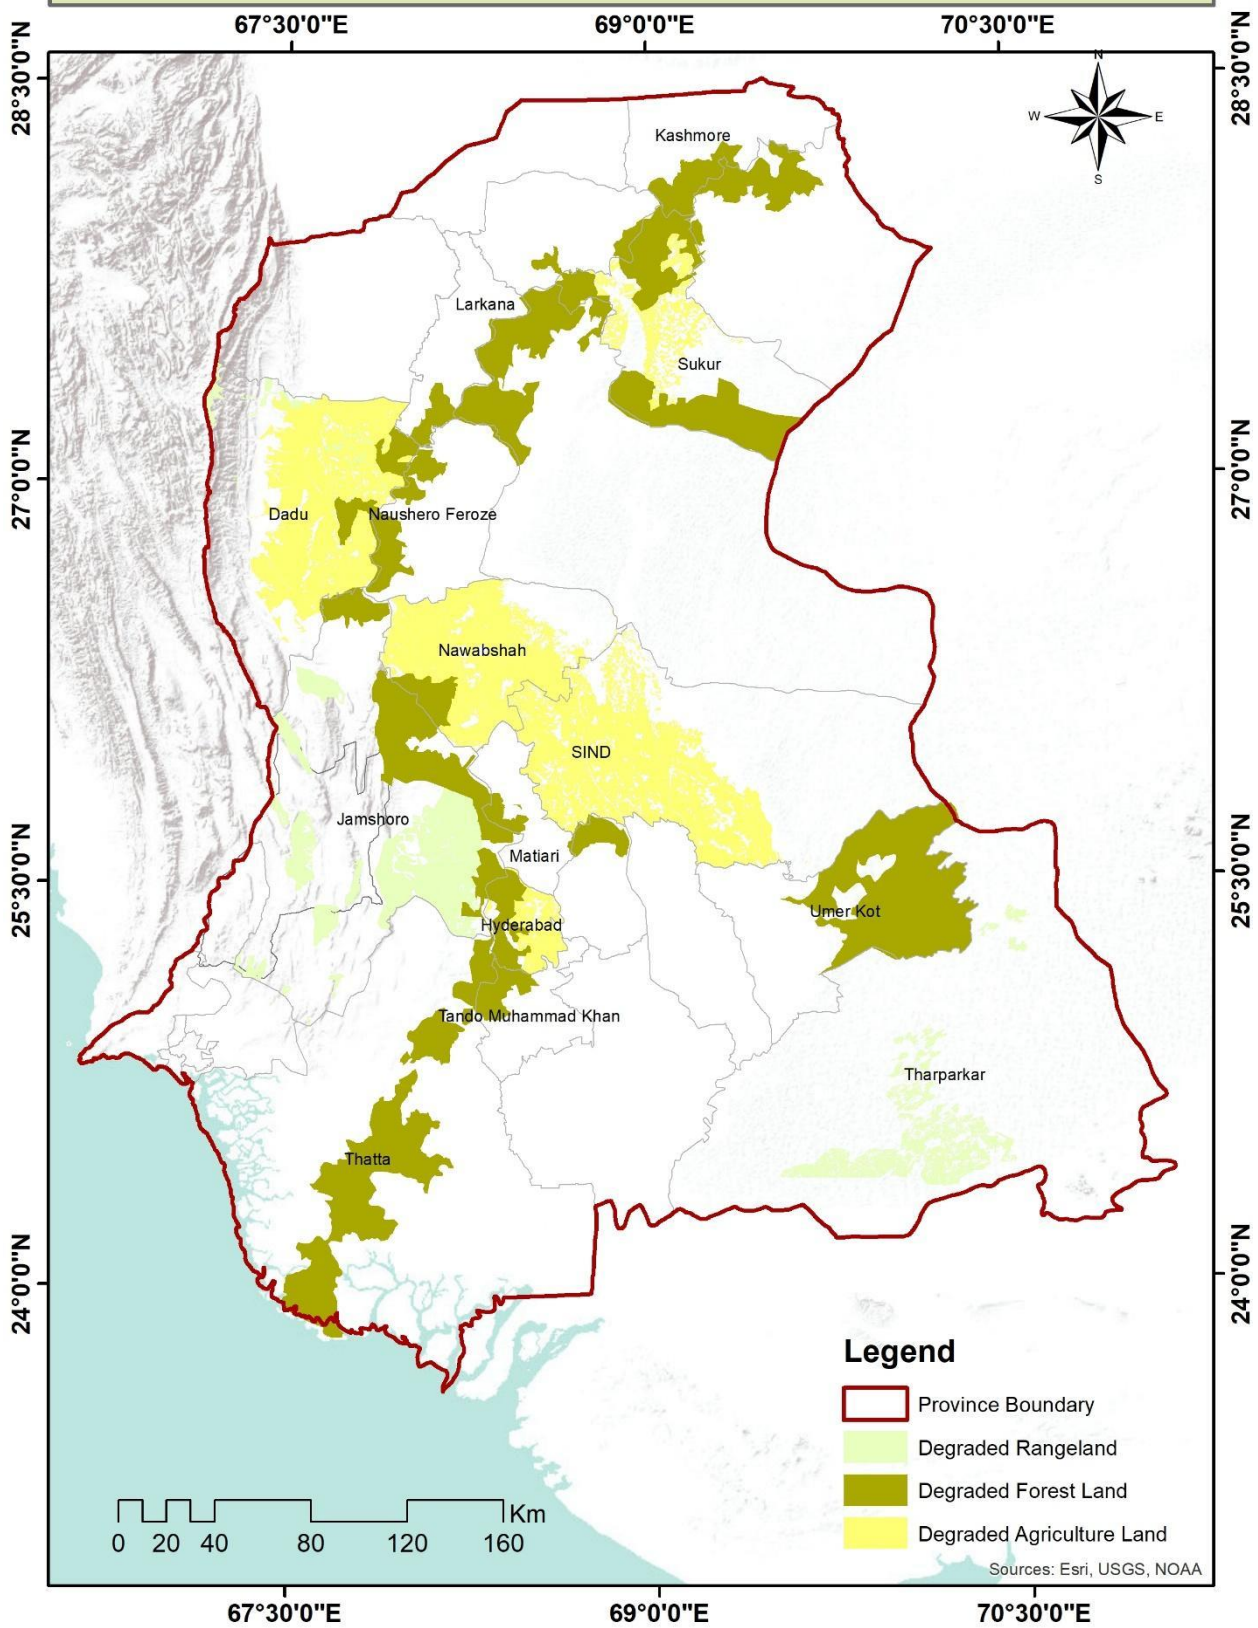 67°30'0"E 69°0'0"E 70°30'0"E
28°30'0"N
28°30'0"N
N
W E
S
Kashmore
Larkana
Sukur
27°0'0"N
27°0'0"N
Dadu
Naushero Feroze
Nawabshah
SIND
Jamshoro
Matiari
25°30'0"N
25°30'0"N
Umer Kot
Hyderabad
Tando Muhammad Khan
Tharparkar
Thatta
24°0'0"N
24°0'0"N
Legend
Province Boundary
Degraded Rangeland
Degraded Forest Land
Degraded Agriculture Land
Km
0 20 40 80 120 160
Sources: Esri, USGS, NOAA
67°30'0"E 69°0'0"E 70°30'0"E